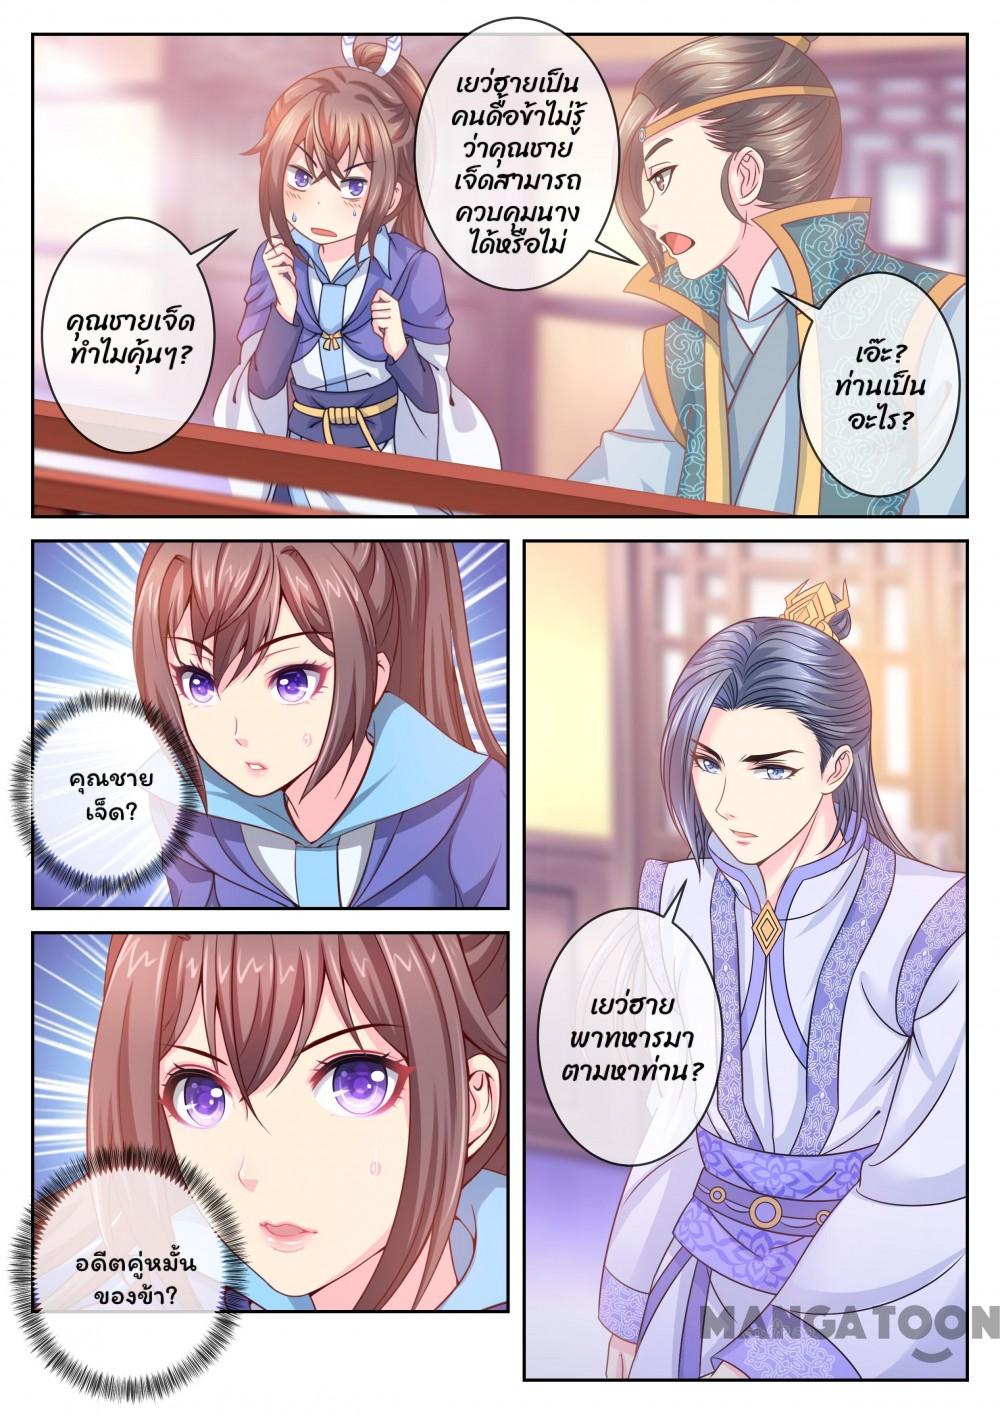 เยว่ฮายเป็น
คนดื้อข้าไม่รู้
ว่าคุณชาย
เจ็ดสามารถ
ควบคุมนาง
ได้หรือไม่
คุณชายเจ็ด
ทำไมคุ้นๆ?
เอ๊ะ?
ท่านเป็น
อะไร?
คุณชาย
เจ็ด?
เยว่ฮาย
พาทหารมา
ตามหาท่าน?
อดีตคู่หมั้น
ของข้า?
MANGATOON